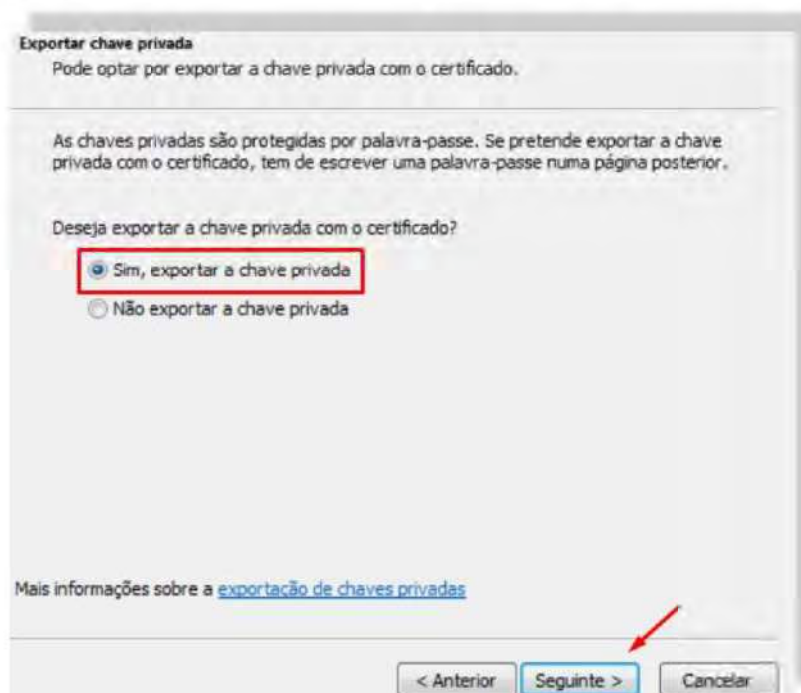 Exportar chave privada
Pode optar por exportar a chave privada com o certificado.
As chaves privadas são protegidas por palavra-passe. Se pretende exportar a chave
privada com o certificado, tem de escrever uma palavra-passe numa página posterior.
Deseja exportar a chave privada com o certificado?
Sim, exportar a chave privada
Não exportar a chave privada
Mais informações sobre a exportação de chaves privadas
< Anterior Seguinte > Cancelar